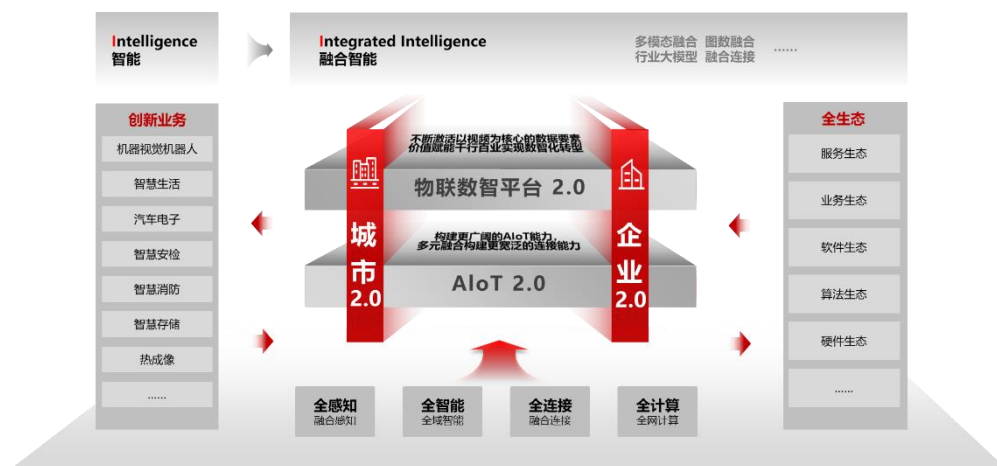 Intelligence
智能
Integrated Intelligence
融合智能
多模态融合 图数融合
行业大模型 融合连接
......
创新业务
机器视觉机器人
智慧生活
汽车电子
智慧安检
智慧消防
智慧存储
热成像
......
不断激活以视频为核心的数据要素
价值赋能千行百业实现数智化转型
物联数智平台 2.0
构建更广阔的AIoT能力,
多元融合构建更宽泛的连接能力
AIoT 2.0
城市
2.0
企业
2.0
全生态
服务生态
业务生态
软件生态
算法生态
硬件生态
......
全感知
融合感知
全智能
全域智能
全连接
融合连接
全计算
全网计算